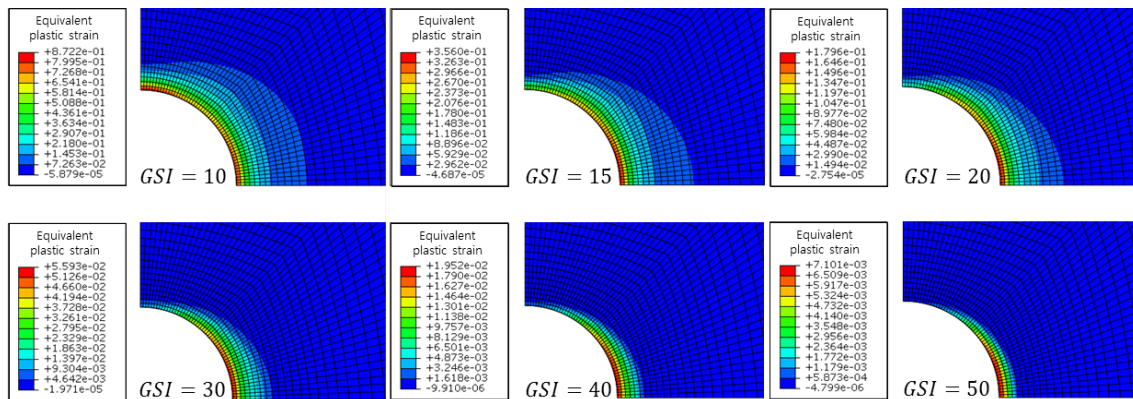 Equivalent
plastic strain
+8.722e-01
+7.995e-01
+7.268e-01
+6.541e-01
+5.814e-01
+5.088e-01
+4.361e-01
+3.634e-01
+2.907e-01
+2.180e-01
+1.453e-01
+7.263e-02
-5.879e-05
GSI = 10
Equivalent
plastic strain
+3.560e-01
+3.263e-01
+2.966e-01
+2.670e-01
+2.373e-01
+2.076e-01
+1.780e-01
+1.483e-01
+1.186e-01
+8.896e-02
+5.929e-02
+2.962e-02
-4.687e-05
GSI = 15
Equivalent
plastic strain
+1.796e-01
+1.646e-01
+1.496e-01
+1.347e-01
+1.197e-01
+1.047e-01
+8.977e-02
+7.480e-02
+5.984e-02
+4.487e-02
+2.990e-02
+1.494e-02
-2.754e-05
GSI = 20
Equivalent
plastic strain
+5.593e-02
+5.126e-02
+4.660e-02
+4.194e-02
+3.728e-02
+3.261e-02
+2.795e-02
+2.329e-02
+1.863e-02
+1.397e-02
+9.304e-03
+4.642e-03
-1.971e-05
GSI = 30
Equivalent
plastic strain
+1.952e-02
+1.790e-02
+1.627e-02
+1.464e-02
+1.301e-02
+1.138e-02
+9.757e-03
+8.129e-03
+6.501e-03
+4.873e-03
+3.246e-03
+1.618e-03
-9.910e-06
GSI = 40
Equivalent
plastic strain
+7.101e-03
+6.509e-03
+5.917e-03
+5.324e-03
+4.732e-03
+4.140e-03
+3.548e-03
+2.956e-03
+2.364e-03
+1.772e-03
+1.179e-03
+5.873e-04
-4.799e-06
GSI = 50